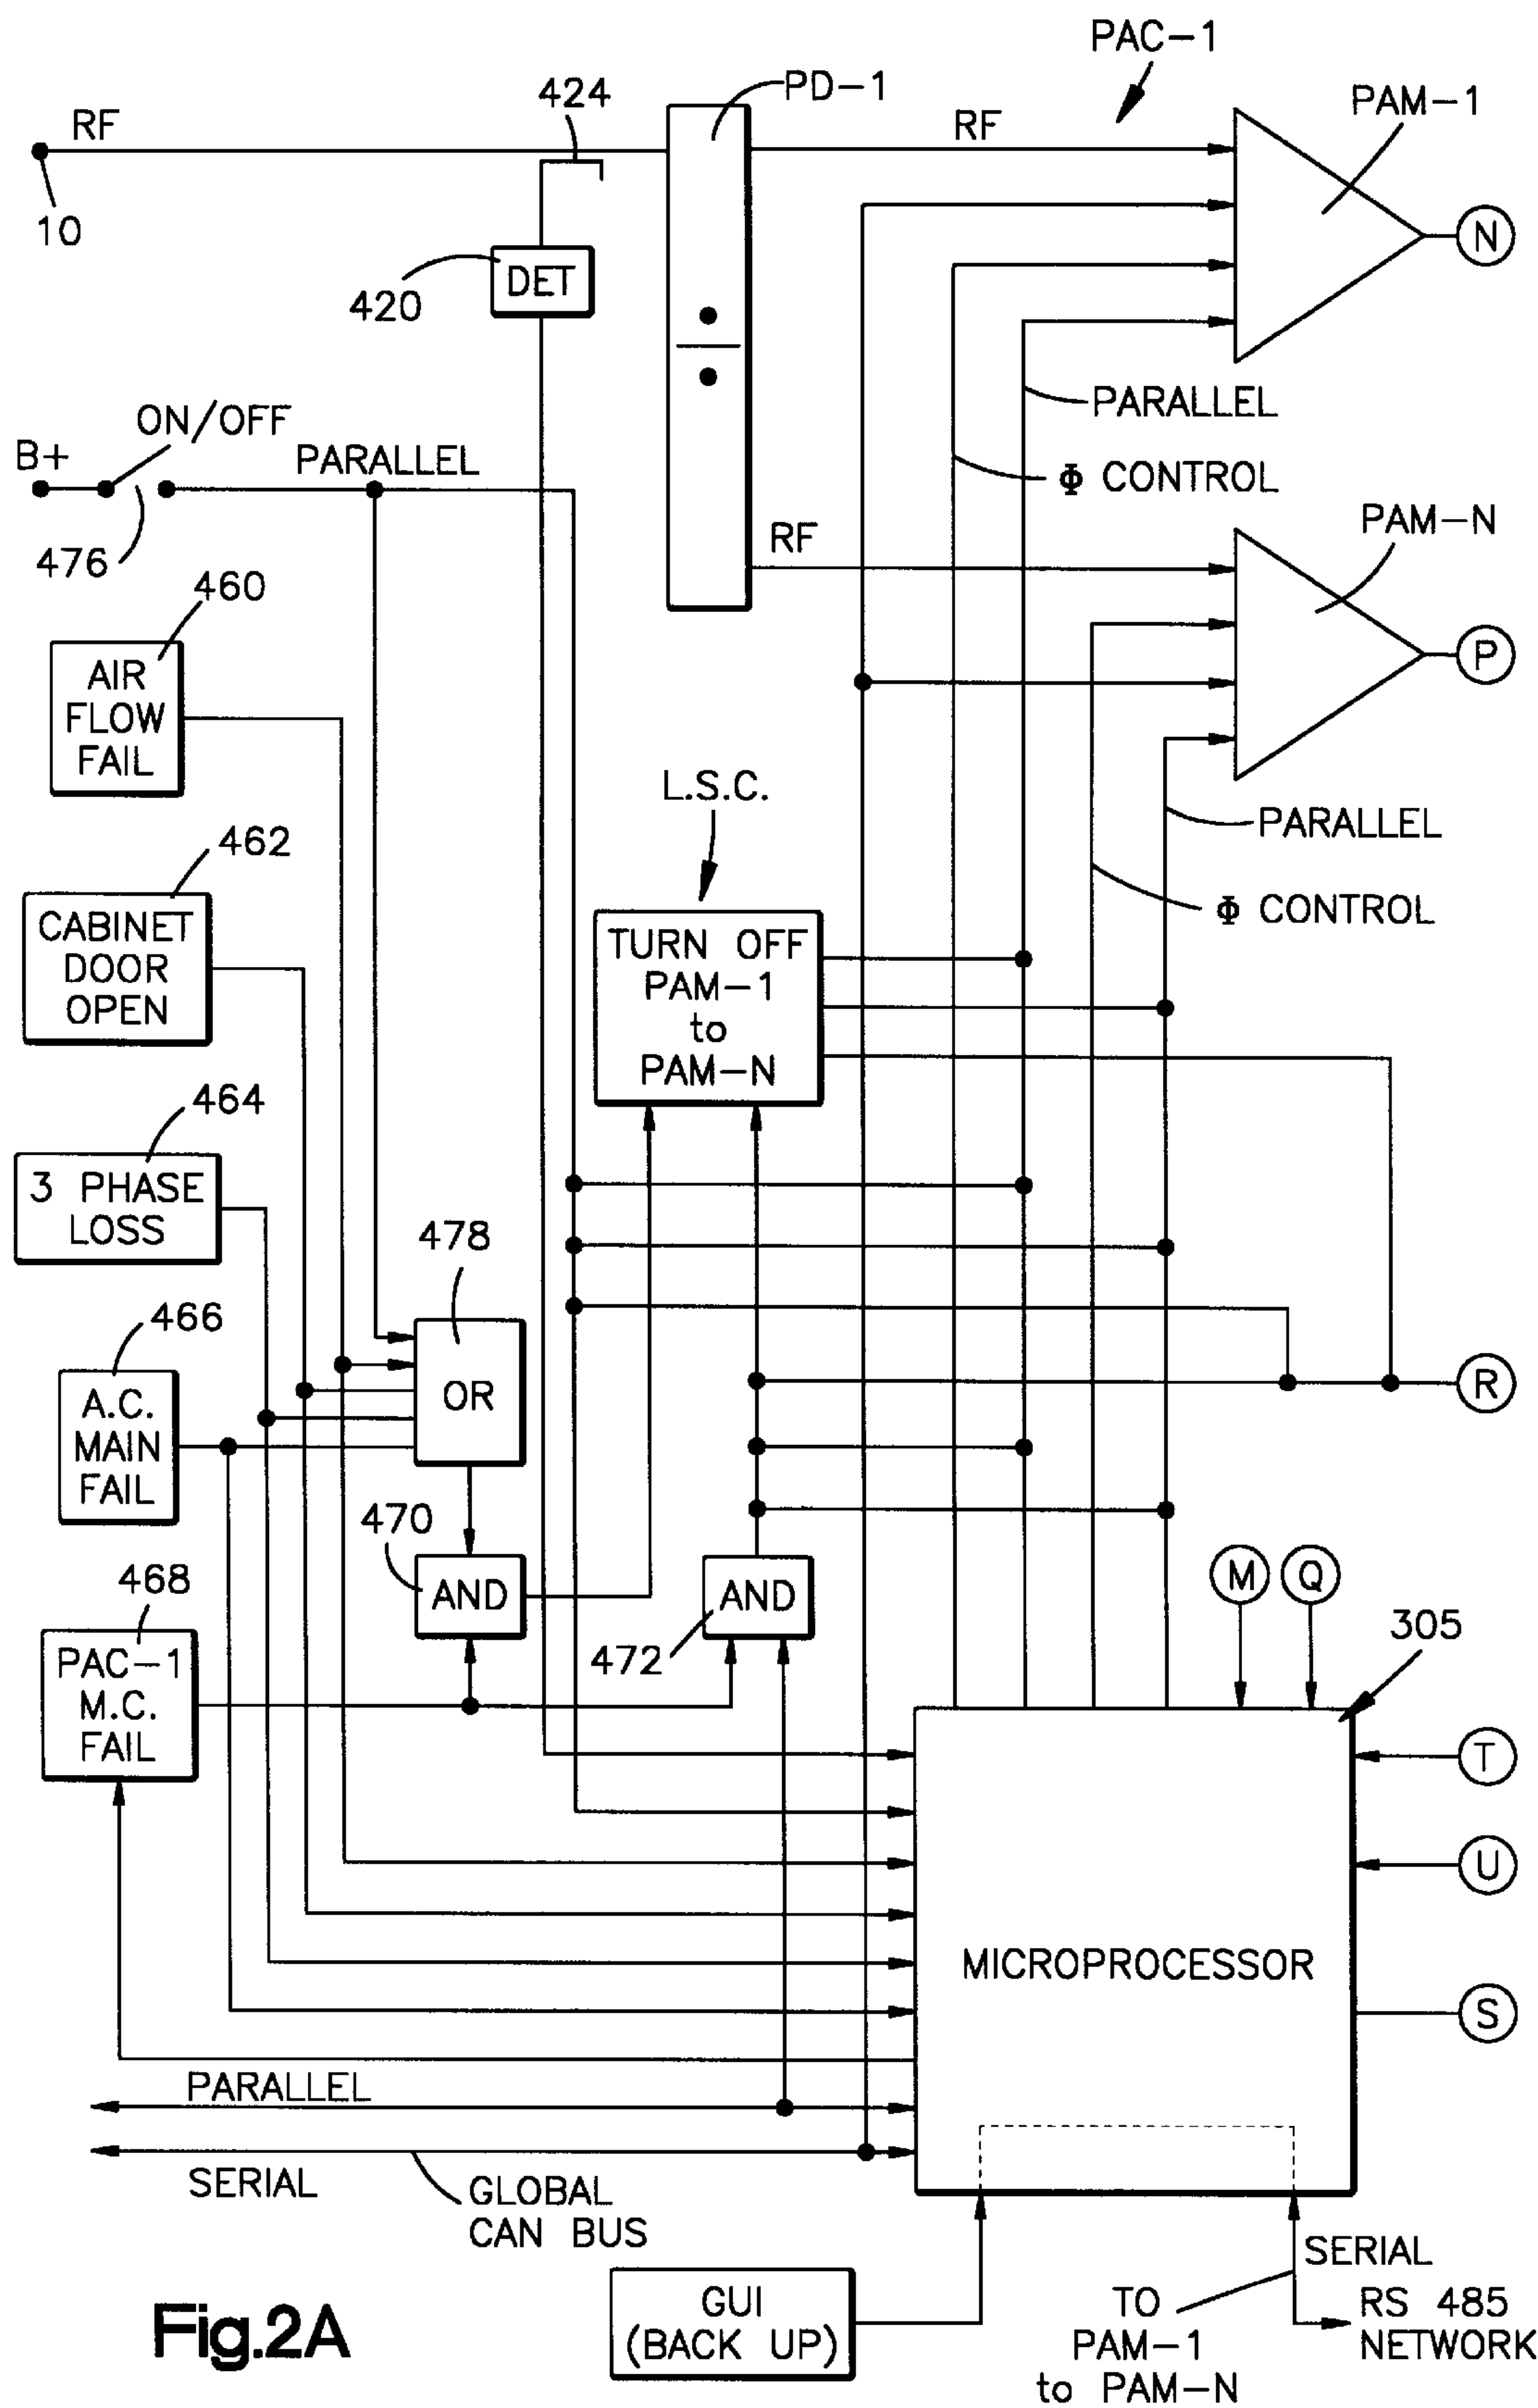 PAC-1
424
PD-1
PAM-1
RF
RF
10
N
DET
420
÷
ON/OFF
B+
PARALLEL
PARALLEL
Φ CONTROL
476
RF
PAM-N
460
AIR
FLOW
FAIL
P
L.S.C.
PARALLEL
462
CABINET
DOOR
OPEN
Φ CONTROL
TURN OFF
PAM-1
to
PAM-N
464
3 PHASE
LOSS
478
466
A.C.
MAIN
FAIL
OR
R
470
AND
AND
472
M
Q
468
PAC-1
M.C.
FAIL
305
T
U
MICROPROCESSOR
S
PARALLEL
SERIAL
GLOBAL
CAN BUS
GUI
(BACK UP)
SERIAL
TO
PAM-1
to PAM-N
RS 485
NETWORK
Fig.2A